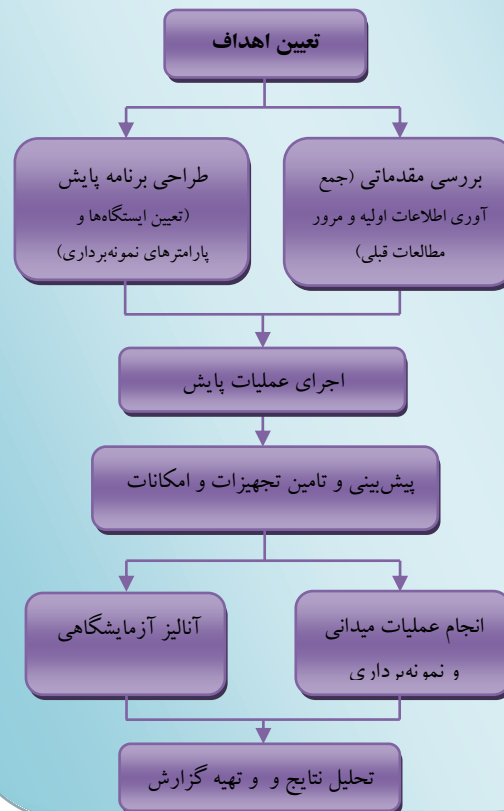 تعیین اهداف
بررسی مقدماتی (جمع
آوری اطلاعات اولیه و مرور
مطالعات قبلی)
طراحی برنامه پایش
(تعیین ایستگاه‌ها و
پارامترهای نمونه‌برداری)
اجرای عملیات پایش
پیش‌بینی و تامین تجهیزات و امکانات
انجام عملیات میدانی
و نمونه‌برداری
آنالیز آزمایشگاهی
تحلیل نتایج و و تهیه گزارش